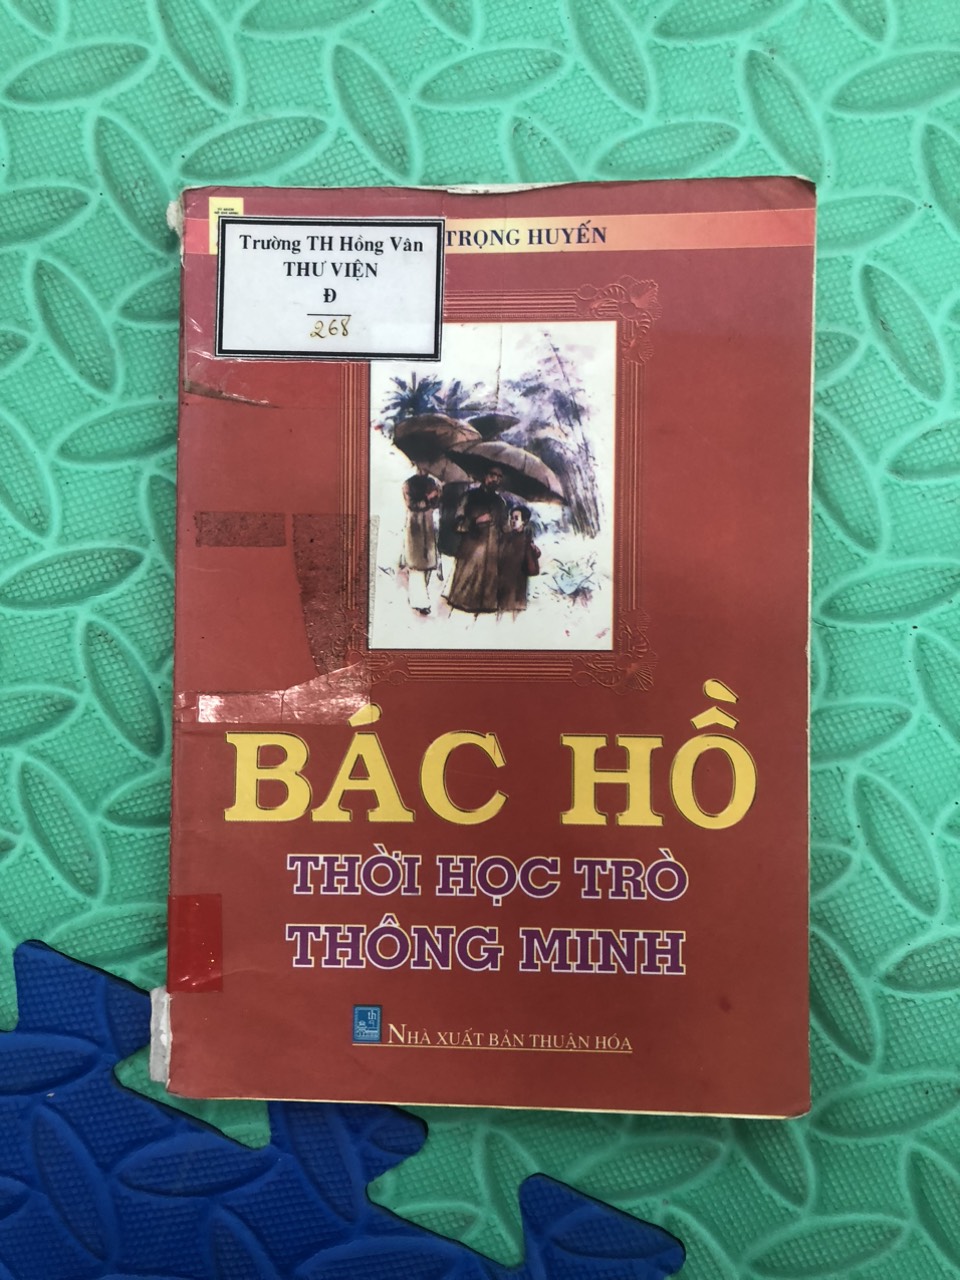 Trường TH Hồng Vân
THƯ VIỆN
Đ
268
TRỌNG HUYẾN
BÁC HỒ
THỜI HỌC TRÒ
THÔNG MINH
th
NHÀ XUẤT BẢN THUẬN HÓA